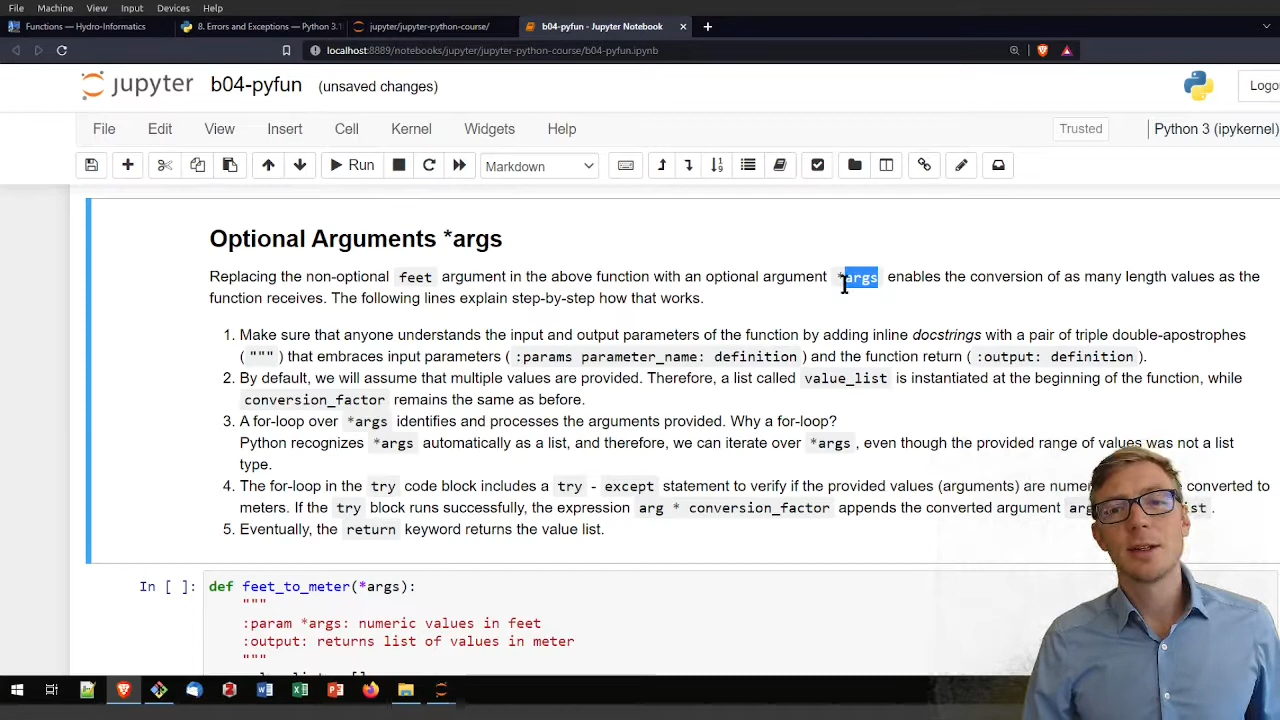 File Machine View Input Devices Help
Functions — Hydro-Informatics
8. Errors and Exceptions — Python 3.1
jupyter/jupyter-python-course/
b04-pyfun - Jupyter Notebook
localhost:8889/notebooks/jupyter/jupyter-python-course/b04-pyfun.ipynb
jupyter b04-pyfun (unsaved changes)
File Edit View Insert Cell Kernel Widgets Help
Trusted
Python 3 (ipykernel)
Run
Markdown
Optional Arguments *args
Replacing the non-optional feet argument in the above function with an optional argument *args enables the conversion of as many length values as the
function receives. The following lines explain step-by-step how that works.
1. Make sure that anyone understands the input and output parameters of the function by adding inline docstrings with a pair of triple double-apostrophes
(""") that embraces input parameters (:params parameter_name: definition) and the function return (:output: definition).
2. By default, we will assume that multiple values are provided. Therefore, a list called value_list is instantiated at the beginning of the function, while
conversion_factor remains the same as before.
3. A for-loop over *args identifies and processes the arguments provided. Why a for-loop?
Python recognizes *args automatically as a list, and therefore, we can iterate over *args, even though the provided range of values was not a list
type.
4. The for-loop in the try code block includes a try - except statement to verify if the provided values (arguments) are converted to
meters. If the try block runs successfully, the expression arg * conversion_factor appends the converted argument
5. Eventually, the return keyword returns the value list.
In [ ]: def feet_to_meter(*args):
"""
:param *args: numeric values in feet
:output: returns list of values in meter
"""